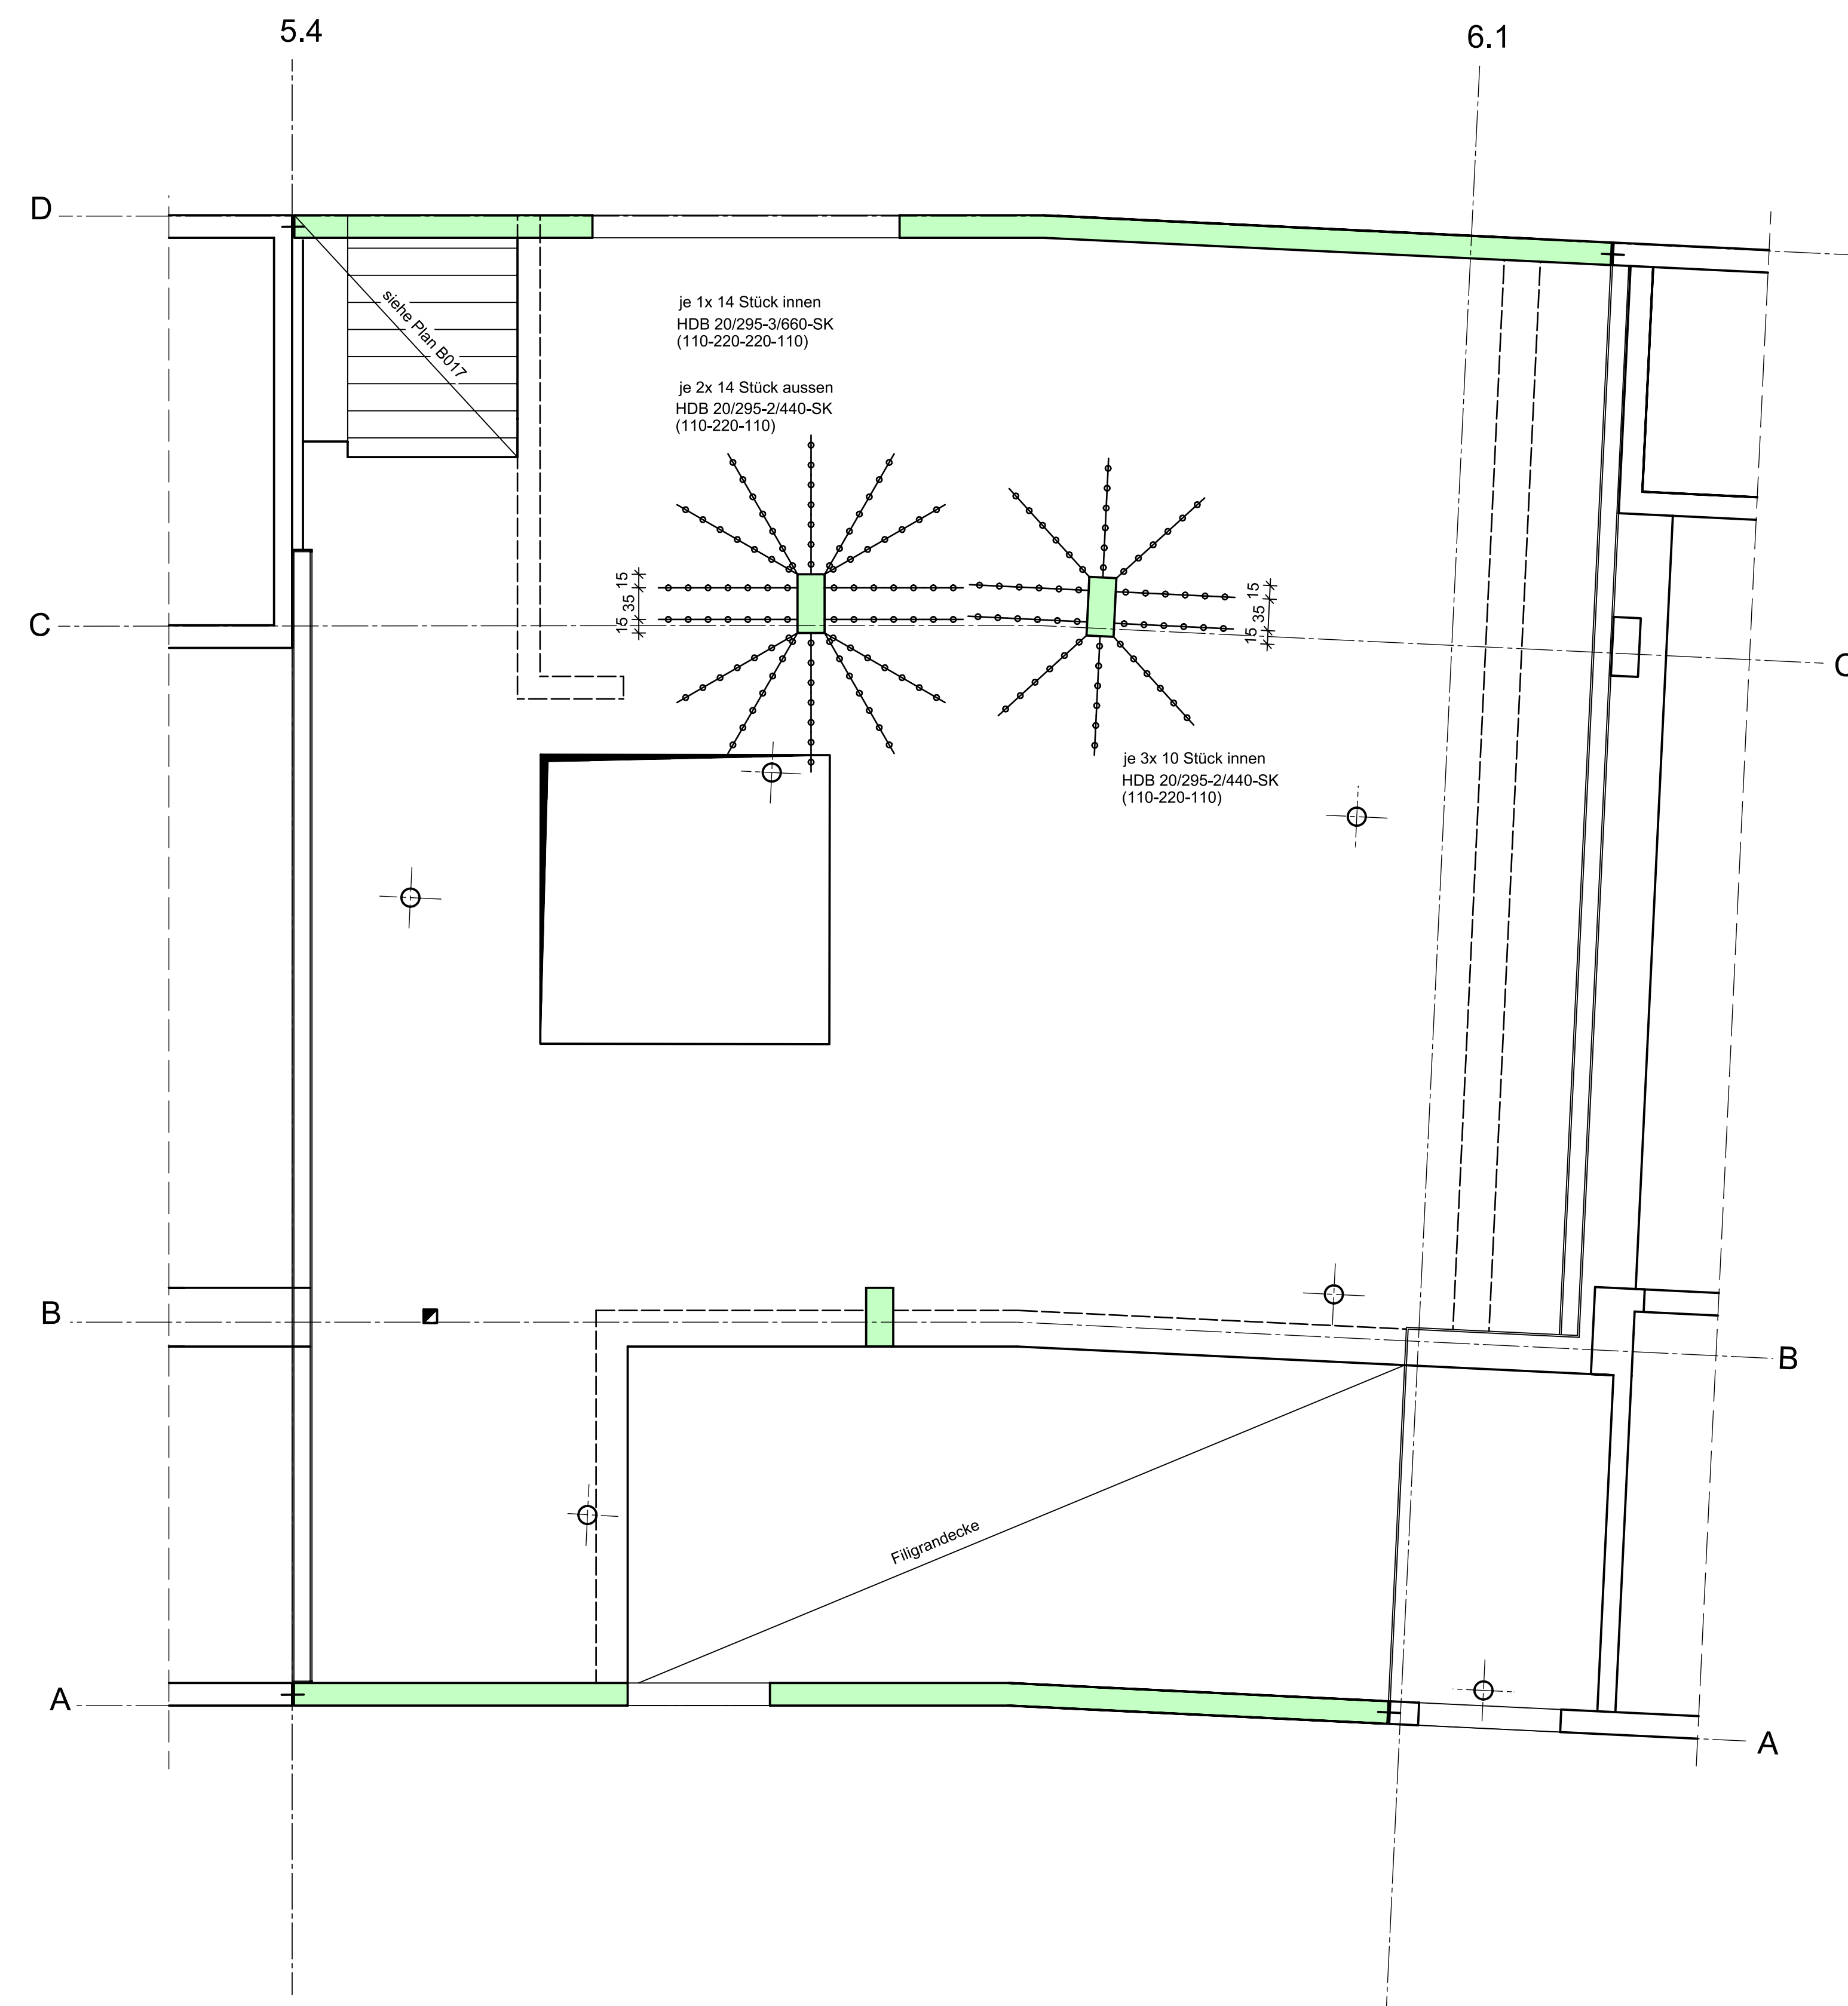 5.4
6.1
D
siehe Plan B017
je 1x 14 Stück innen
HDB 20/295-3/660-SK
(110-220-220-110)
je 2x 14 Stück aussen
HDB 20/295-2/440-SK
(110-220-110)
15
35
15
15
35
15
C
C
je 3x 10 Stück innen
HDB 20/295-2/440-SK
(110-220-110)
B
B
Filigrandecke
A
A